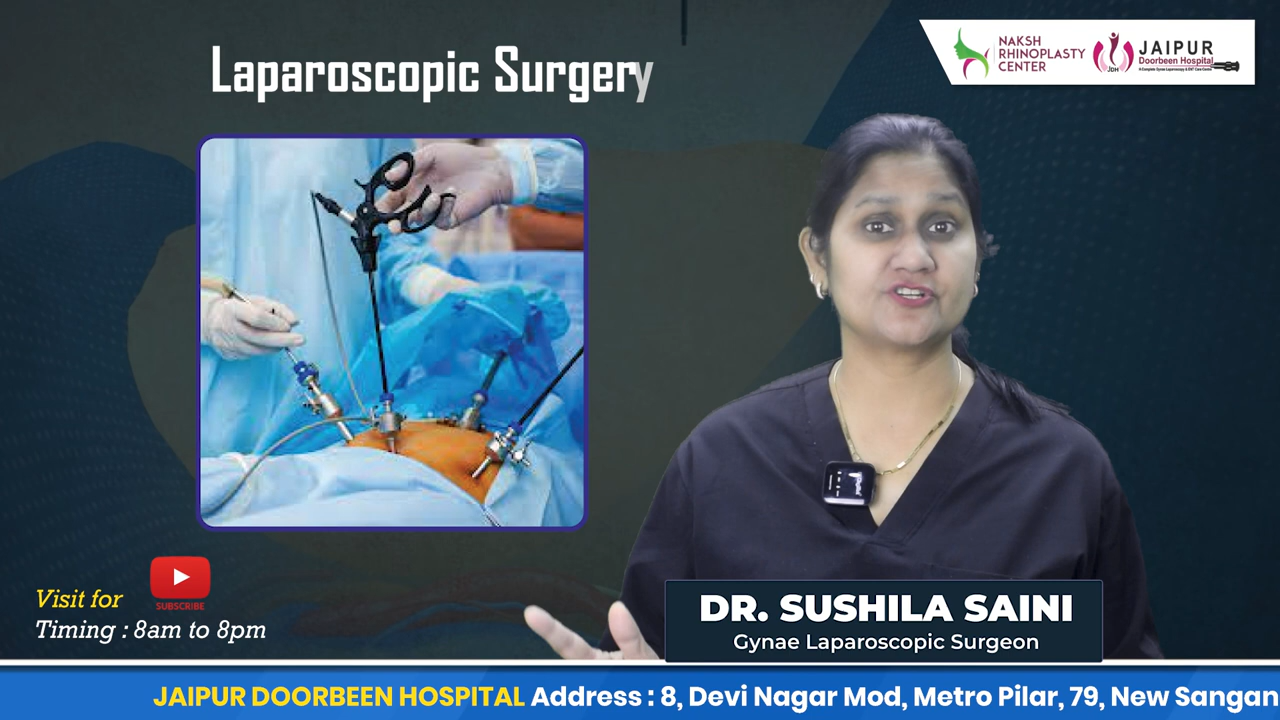 Laparoscopic Surgery
NAKSH
RHINOPLASTY
CENTER
JDH
JAIPUR
Doorbeen Hospital
SUBSCRIBE
Visit for
Timing : 8am to 8pm
DR. SUSHILA SAINI
Gynae Laparoscopic Surgeon
JAIPUR DOORBEEN HOSPITAL Address : 8, Devi Nagar Mod, Metro Pilar, 79, New Sangan